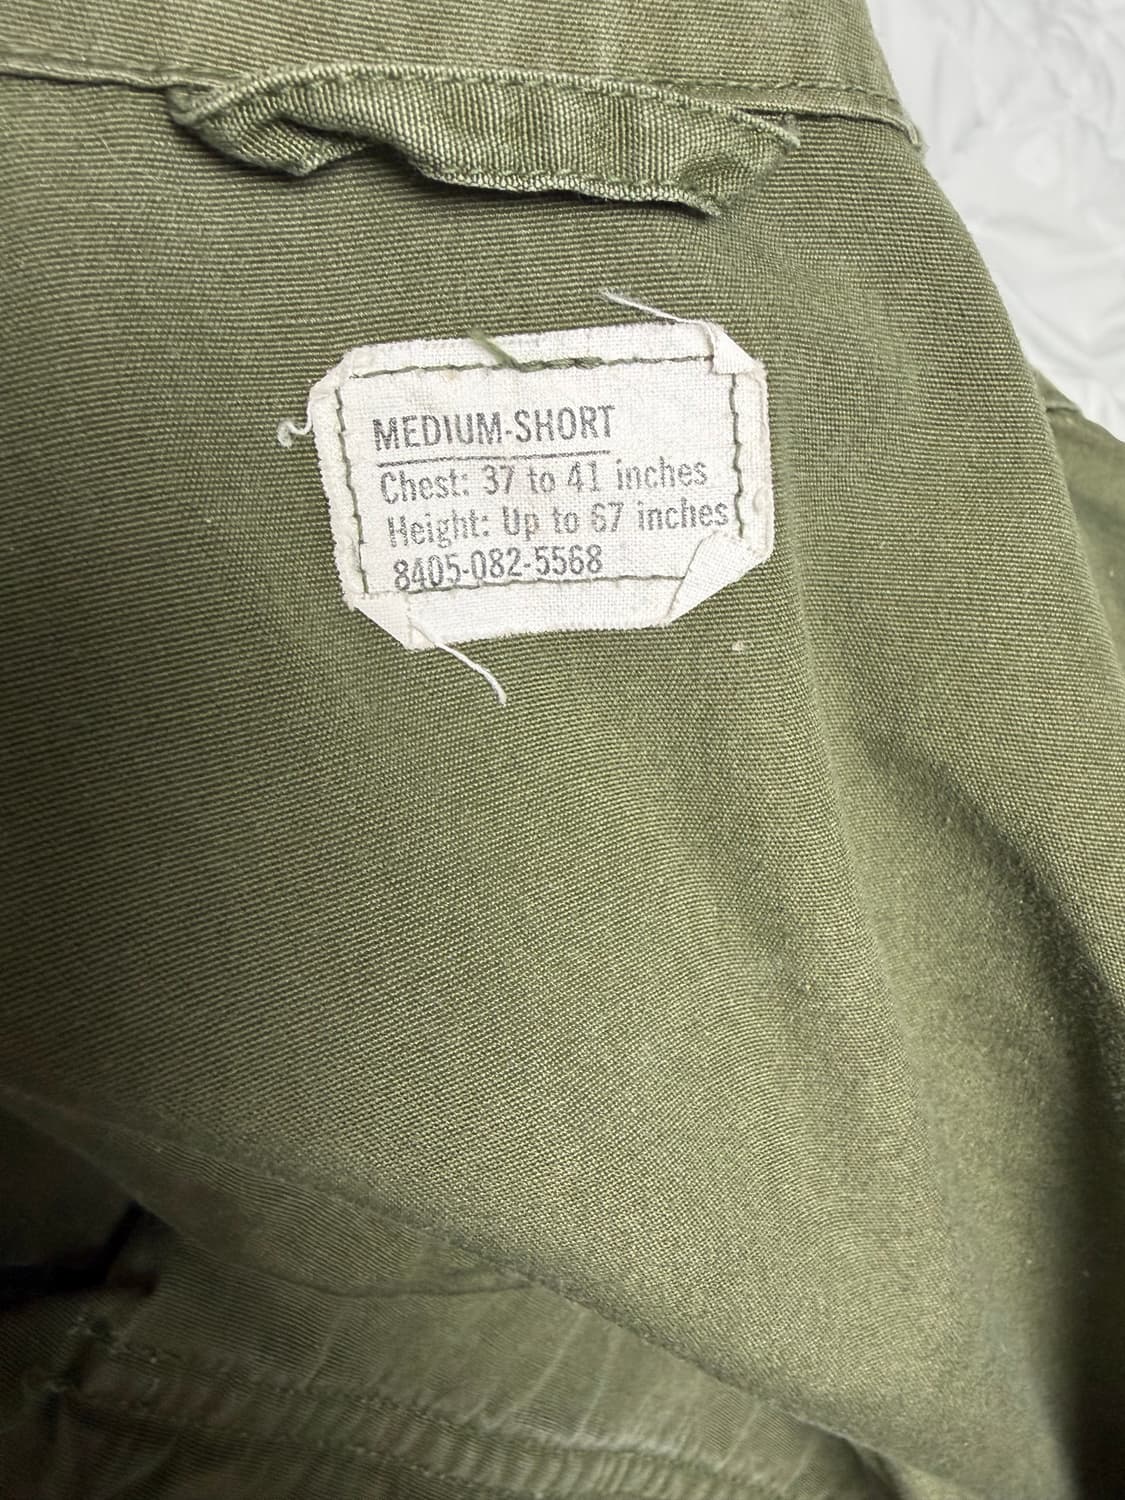 MEDIUM-SHORT
Chest: 37 to 41 inches
Height: Up to 67 inches
8405-082-5568